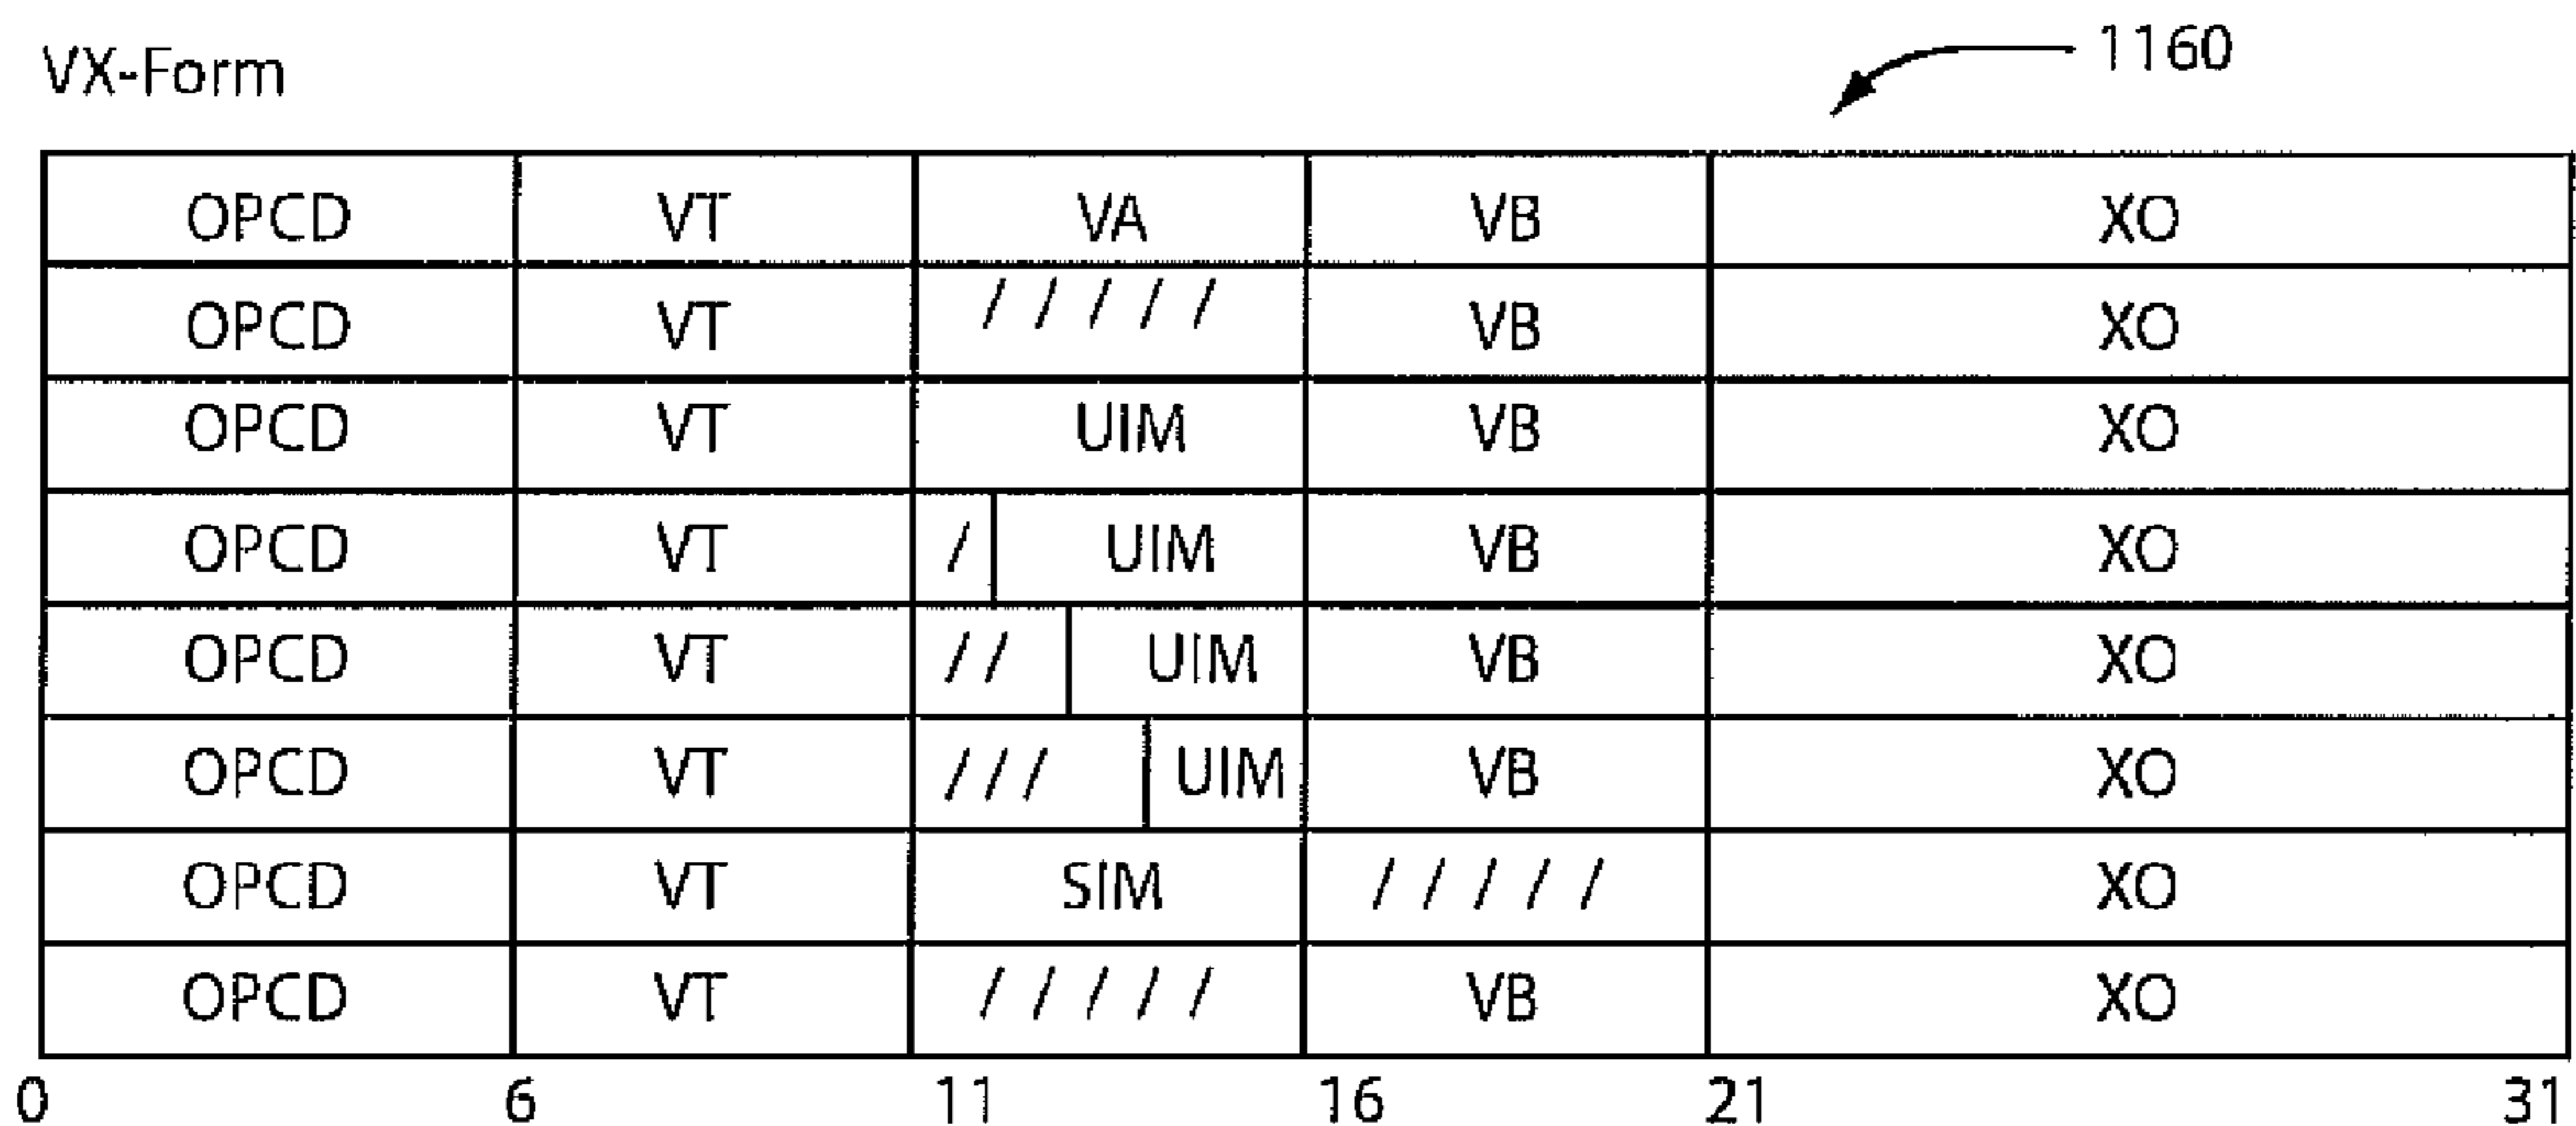 VX-Form 1160
OPCD VT VA VB XO
OPCD VT / / / / / VB XO
OPCD VT UIM VB XO
OPCD VT / UIM VB XO
OPCD VT / / UIM VB XO
OPCD VT / / / UIM VB XO
OPCD VT SIM / / / / / XO
OPCD VT / / / / / VB XO
0 6 11 16 21 31